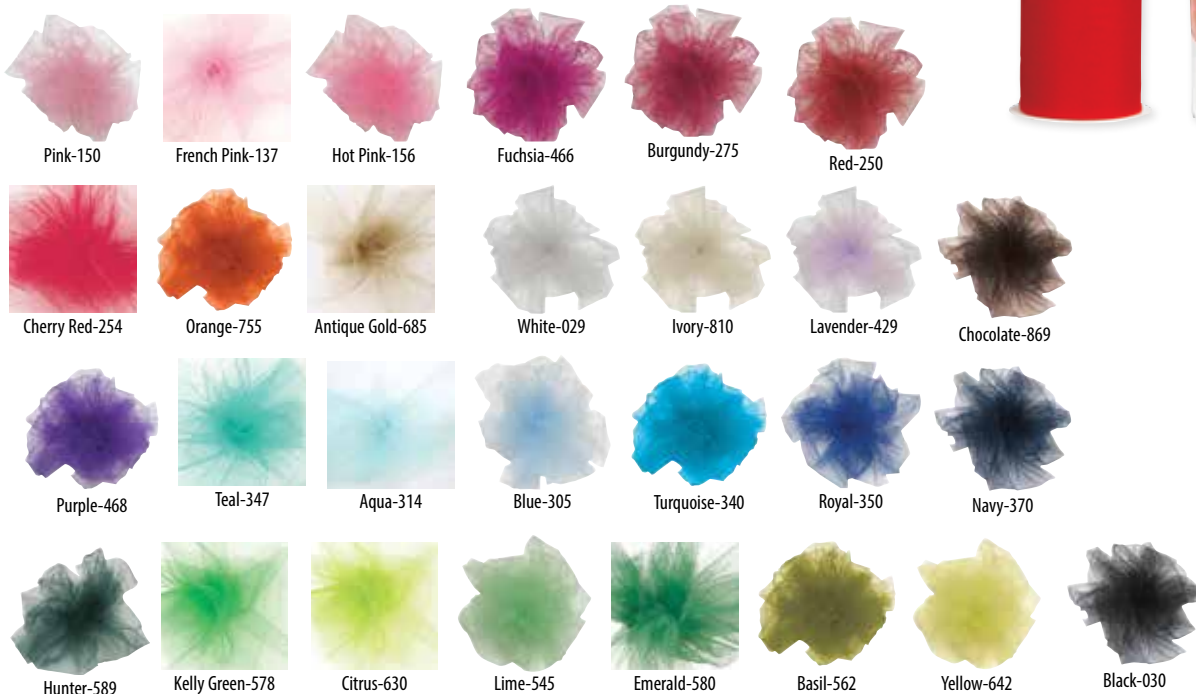 Pink-150
French Pink-137
Hot Pink-156
Fuchsia-466
Burgundy-275
Red-250
Cherry Red-254
Orange-755
Antique Gold-685
White-029
Ivory-810
Lavender-429
Chocolate-869
Purple-468
Teal-347
Aqua-314
Blue-305
Turquoise-340
Royal-350
Navy-370
Hunter-589
Kelly Green-578
Citrus-630
Lime-545
Emerald-580
Basil-562
Yellow-642
Black-030